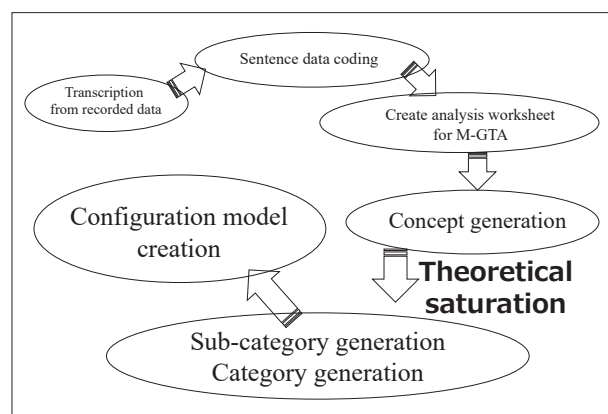 Sentence data coding
Transcription
from recorded data
Create analysis worksheet
for M-GTA
Concept generation
Theoretical
saturation
Sub-category generation
Category generation
Configuration model
creation